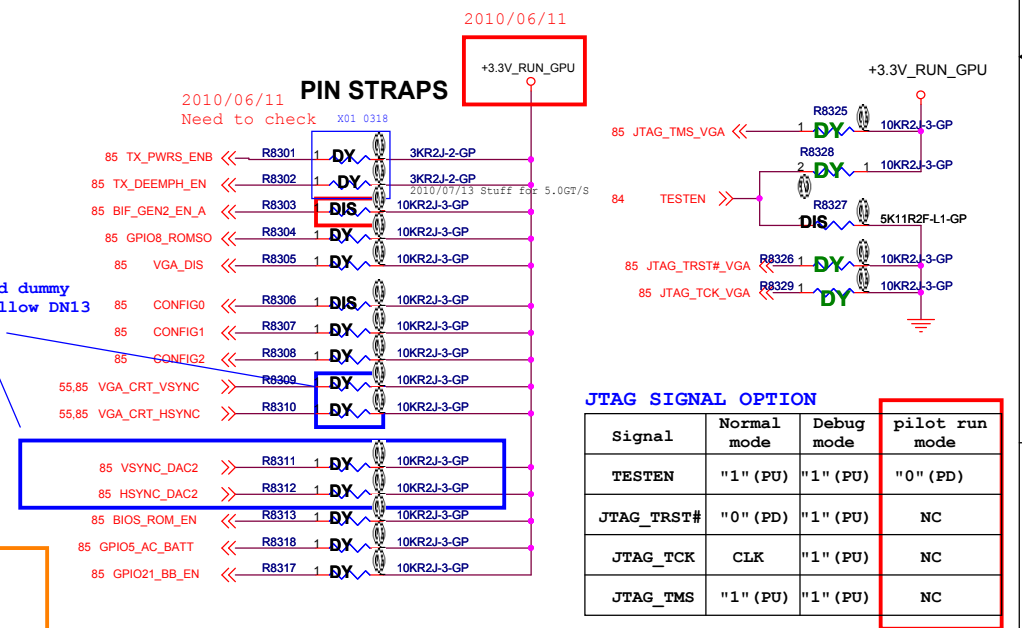 2010/06/11
+3.3V_RUN_GPU
PIN STRAPS
2010/06/11
Need to check
X01 0318
85 TX_PWRS_ENB R8301 1 DY 3KR2J-2-GP
85 TX_DEEMPH_EN R8302 1 DY 3KR2J-2-GP
2010/07/13 Stuff for 5.0GT/S
85 BIF_GEN2_EN_A R8303 DIS 10KR2J-3-GP
85 GPIO8_ROMSO R8304 1 DY 10KR2J-3-GP
85 VGA_DIS R8305 1 DY 10KR2J-3-GP
d dummy
llow DN13
85 CONFIG0 R8306 1 DIS 10KR2J-3-GP
85 CONFIG1 R8307 1 DY 10KR2J-3-GP
85 CONFIG2 R8308 1 DY 10KR2J-3-GP
55,85 VGA_CRT_VSYNC R8309 DY 10KR2J-3-GP
55,85 VGA_CRT_HSYNC R8310 DY 10KR2J-3-GP
85 VSYNC_DAC2 R8311 1 DY 10KR2J-3-GP
85 HSYNC_DAC2 R8312 1 DY 10KR2J-3-GP
85 BIOS_ROM_EN R8313 1 DY 10KR2J-3-GP
85 GPIO5_AC_BATT R8318 1 DY 10KR2J-3-GP
85 GPIO21_BB_EN R8317 1 DY 10KR2J-3-GP
+3.3V_RUN_GPU
R8325
85 JTAG_TMS_VGA 1 DY 10KR2J-3-GP
R8328
2 DY 1 10KR2J-3-GP
84 TESTEN
R8327
DIS 5K11R2F-L1-GP
85 JTAG_TRST#_VGA R8326 1 DY 10KR2J-3-GP
85 JTAG_TCK_VGA R8329 1 DY 10KR2J-3-GP
JTAG SIGNAL OPTION
Signal Normal mode Debug mode pilot run mode
TESTEN "1"(PU) "1"(PU) "0"(PD)
JTAG_TRST# "0"(PD) "1"(PU) NC
JTAG_TCK CLK "1"(PU) NC
JTAG_TMS "1"(PU) "1"(PU) NC